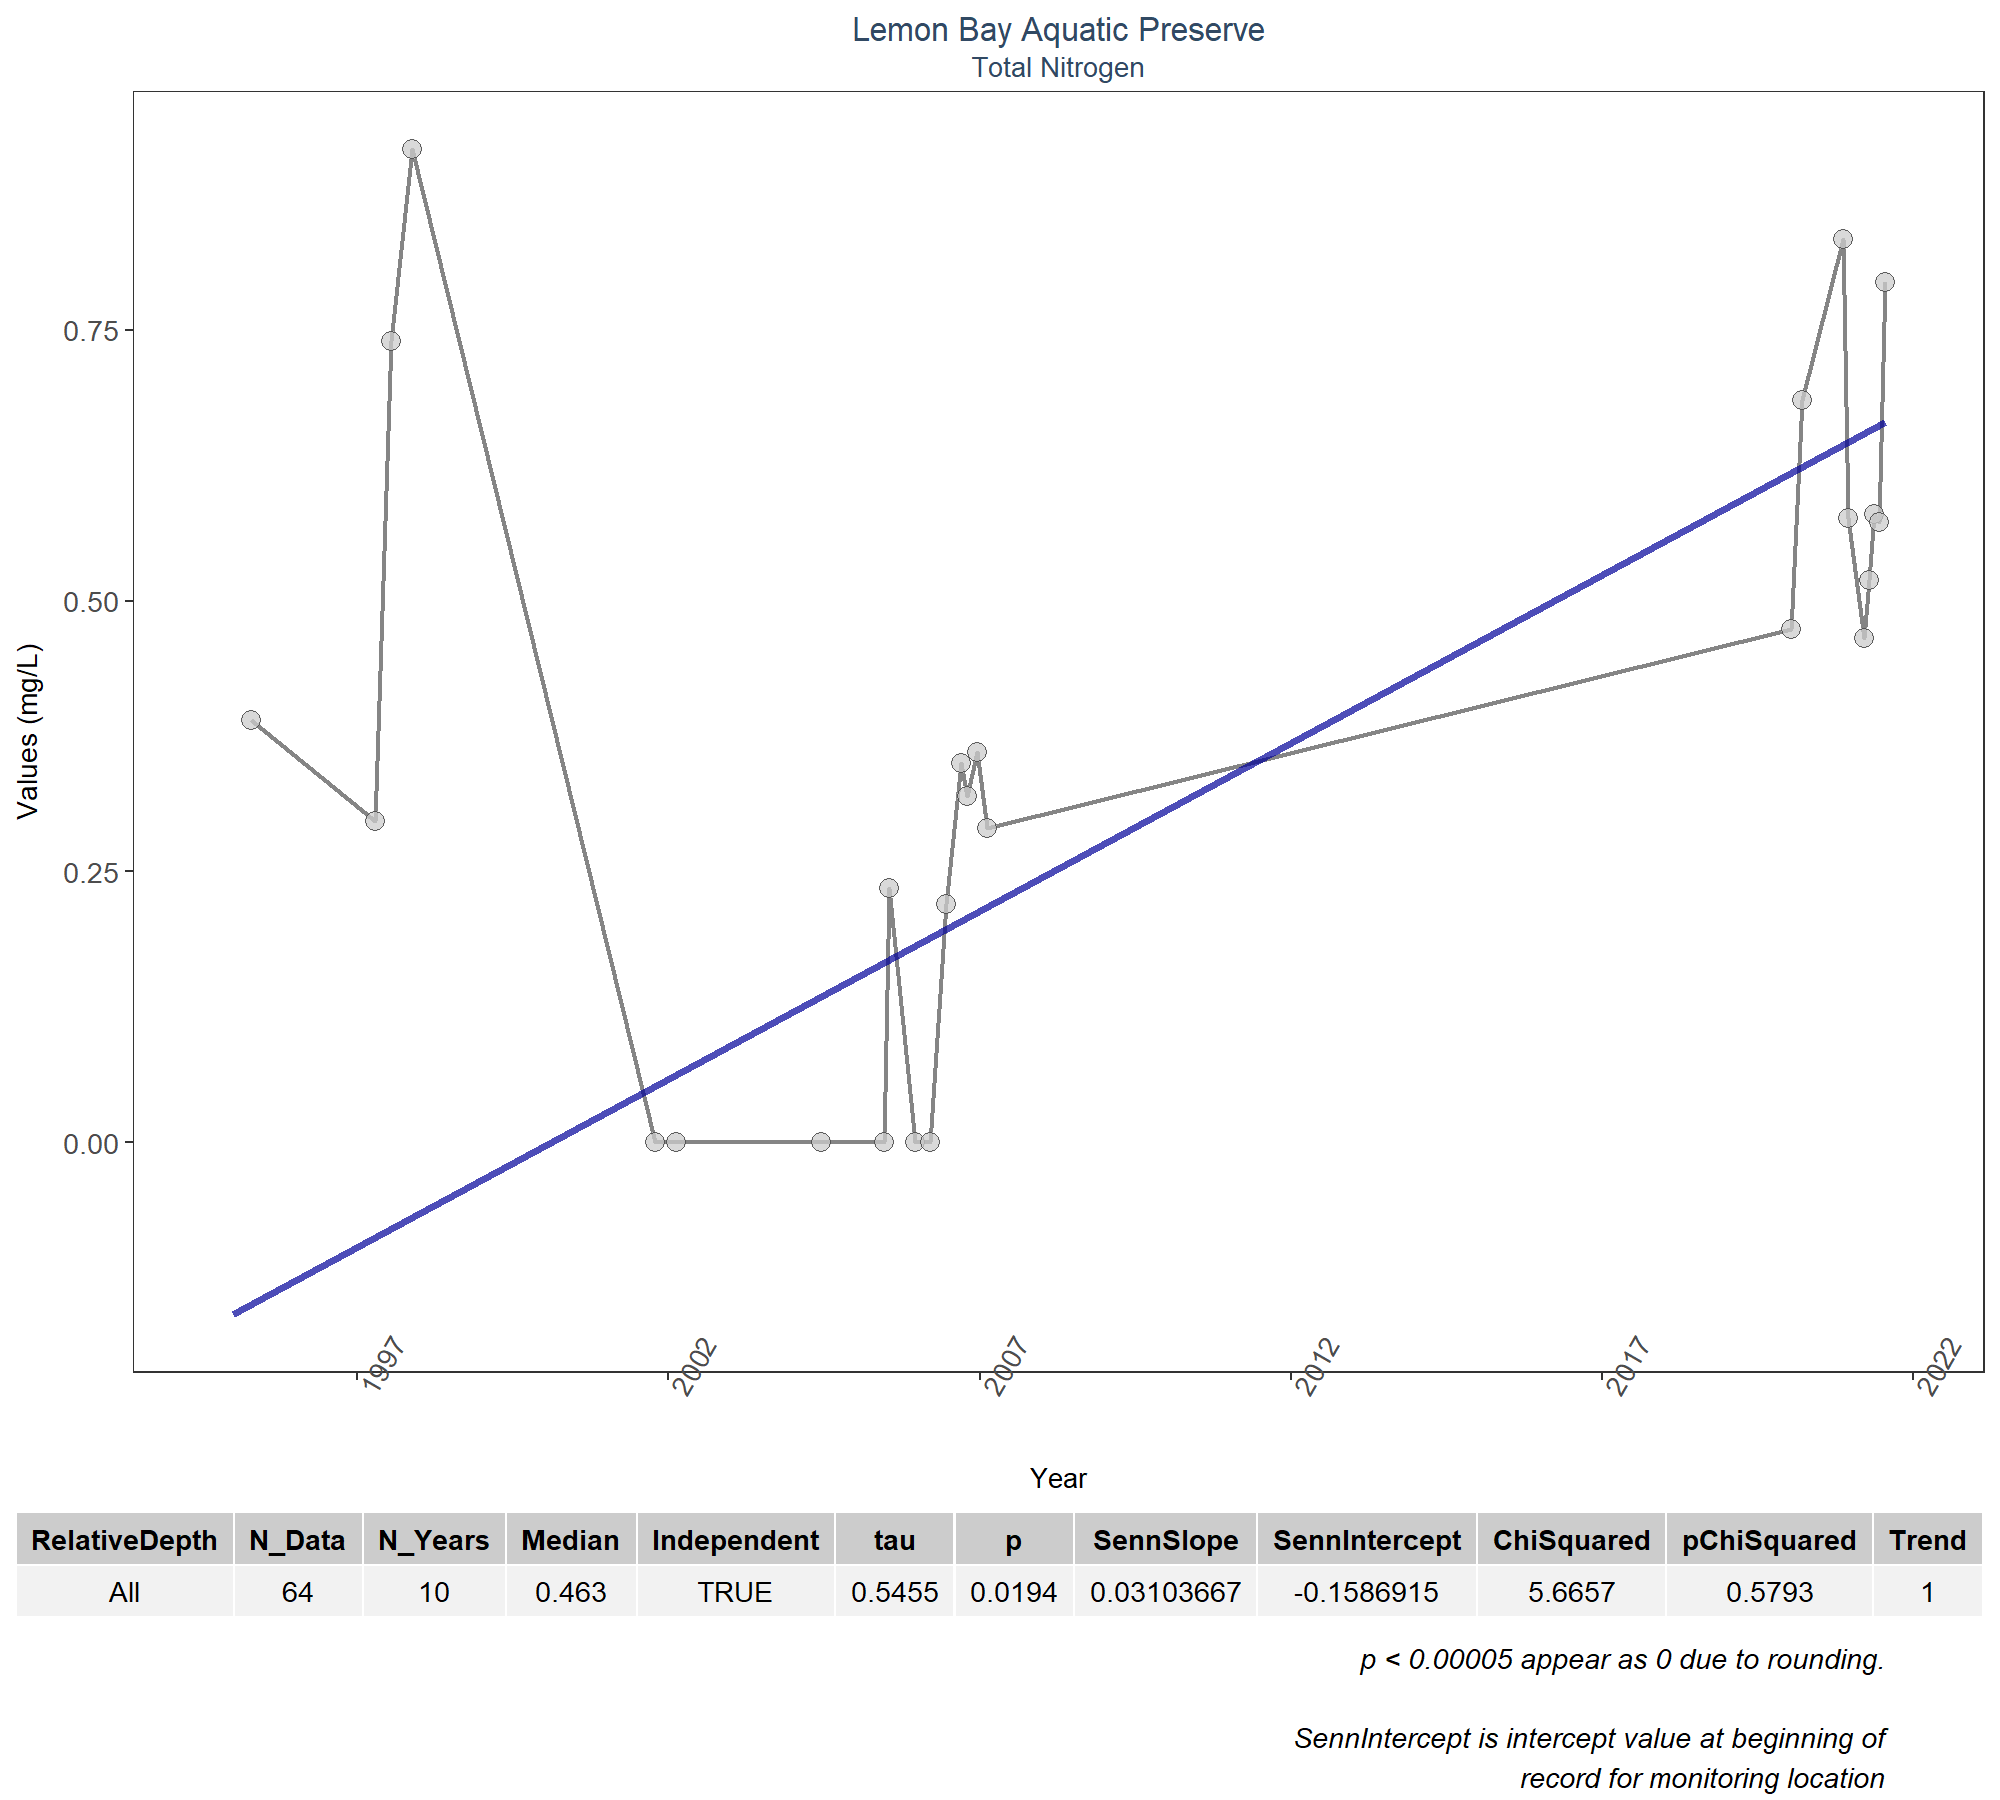 Lemon Bay Aquatic Preserve
Total Nitrogen
Values (mg/L)
0.75
0.50
0.25
0.00
1997 2002 2007 2012 2017 2022
Year
RelativeDepth N_Data N_Years Median Independent tau p SennSlope SennIntercept ChiSquared pChiSquared Trend
All 64 10 0.463 TRUE 0.5455 0.0194 0.03103667 -0.1586915 5.6657 0.5793 1
p < 0.00005 appear as 0 due to rounding.
SennIntercept is intercept value at beginning of
record for monitoring location